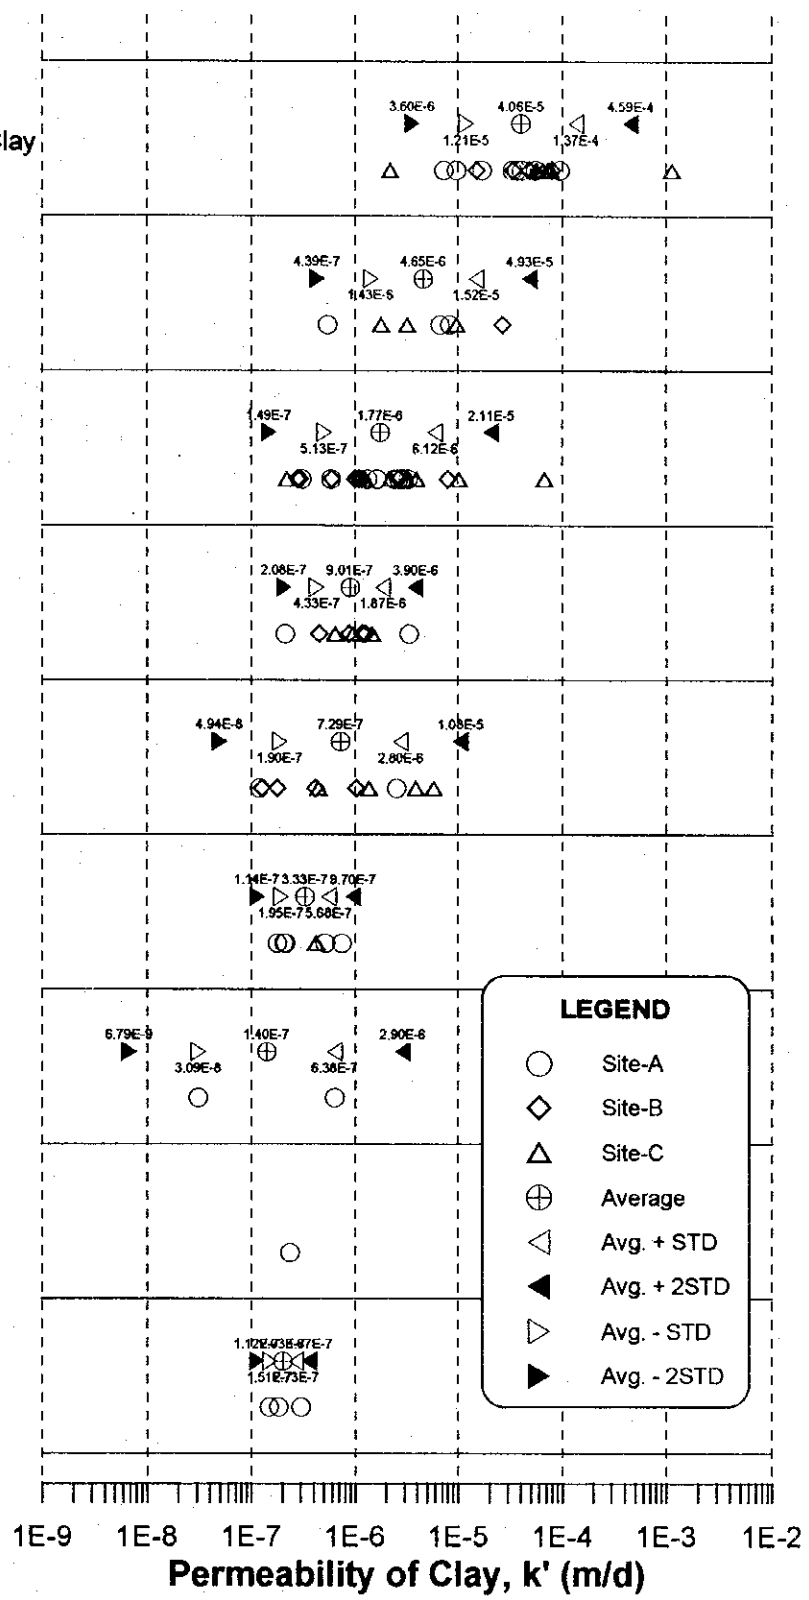 3.60E-6 4.06E-5 4.59E-4
Clay
1.21E-5 1.37E-4
4.39E-7 4.65E-6 4.93E-5
1.43E-6 1.52E-5
1.49E-7 1.77E-6 2.11E-5
5.13E-7 6.12E-6
2.08E-7 9.01E-7 3.90E-6
4.33E-7 1.87E-6
4.94E-8 7.29E-7 1.08E-5
1.90E-7 2.80E-6
1.14E-7 3.33E-7 9.70E-7
1.95E-7 5.68E-7
6.79E-9 1.40E-7 2.90E-6
3.09E-8 6.38E-7
LEGEND
Site-A
Site-B
Site-C
Average
Avg. + STD
Avg. + 2STD
Avg. - STD
Avg. - 2STD
1E-9 1E-8 1E-7 1E-6 1E-5 1E-4 1E-3 1E-2
Permeability of Clay, k' (m/d)